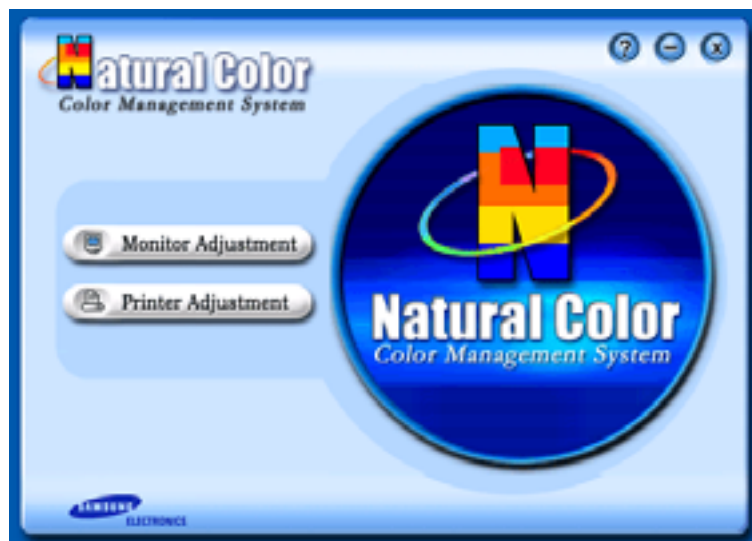 Natural Color
Color Management System
?
–
x
Monitor Adjustment
Printer Adjustment
Natural Color
Color Management System
SAMSUNG
ELECTRONICS